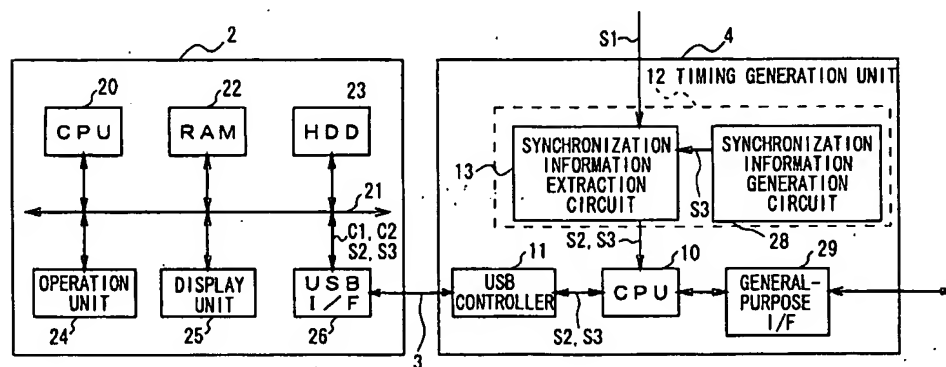 2
20
22
23
CPU
RAM
HDD
21
C1, C2
S2, S3
OPERATION
UNIT
24
DISPLAY
UNIT
25
USB
I/F
26
3
S1
4
12 TIMING GENERATION UNIT
13
SYNCHRONIZATION
INFORMATION
EXTRACTION
CIRCUIT
S3
SYNCHRONIZATION
INFORMATION
GENERATION
CIRCUIT
28
S2, S3
11
USB
CONTROLLER
S2, S3
10
CPU
29
GENERAL-
PURPOSE
I/F